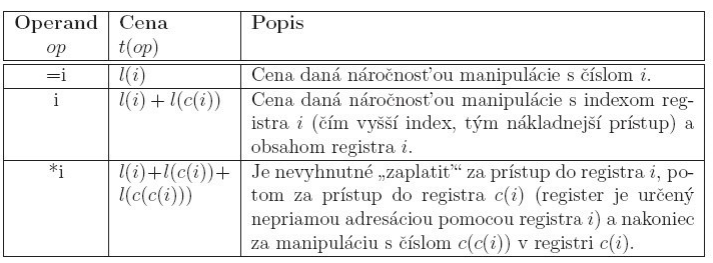 Operand Cena Popis
op t(op)
=i l(i) Cena daná náročnosťou manipulácie s číslom i.
i l(i) + l(c(i)) Cena daná náročnosťou manipulácie s indexom reg-
istra i (čím vyšší index, tým nákladnejší prístup) a
obsahom registra i.
*i l(i)+l(c(i))+ Je nevyhnutné „zaplatiť“ za prístup do registra i, po-
l(c(c(i))) tom za prístup do registra c(i) (register je určený
nepriamou adresáciou pomocou registra i) a nakoniec
za manipuláciu s číslom c(c(i)) v registri c(i).